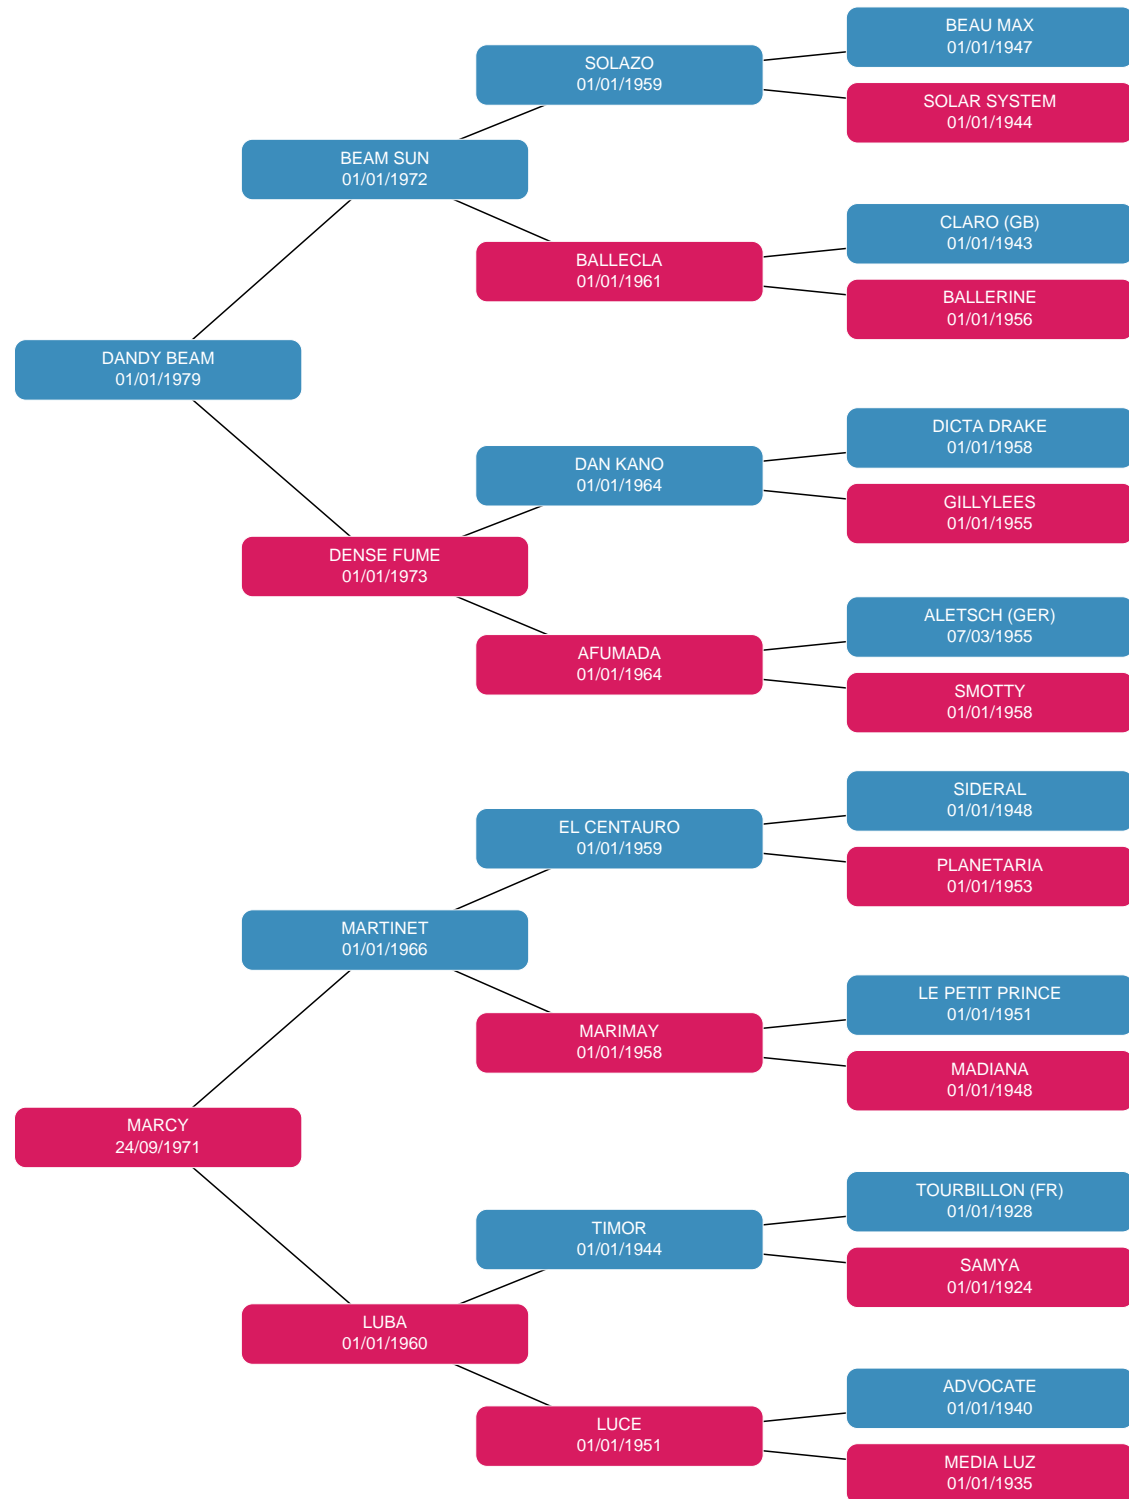 BEAU MAX
01/01/1947
SOLAZO
01/01/1959
SOLAR SYSTEM
01/01/1944
BEAM SUN
01/01/1972
CLARO (GB)
01/01/1943
BALLECLA
01/01/1961
BALLERINE
01/01/1956
DANDY BEAM
01/01/1979
DICTA DRAKE
01/01/1958
DAN KANO
01/01/1964
GILLYLEES
01/01/1955
DENSE FUME
01/01/1973
ALETSCH (GER)
07/03/1955
AFUMADA
01/01/1964
SMOTTY
01/01/1958
SIDERAL
01/01/1948
EL CENTAURO
01/01/1959
PLANETARIA
01/01/1953
MARTINET
01/01/1966
LE PETIT PRINCE
01/01/1951
MARIMAY
01/01/1958
MADIANA
01/01/1948
MARCY
24/09/1971
TOURBILLON (FR)
01/01/1928
TIMOR
01/01/1944
SAMYA
01/01/1924
LUBA
01/01/1960
ADVOCATE
01/01/1940
LUCE
01/01/1951
MEDIA LUZ
01/01/1935